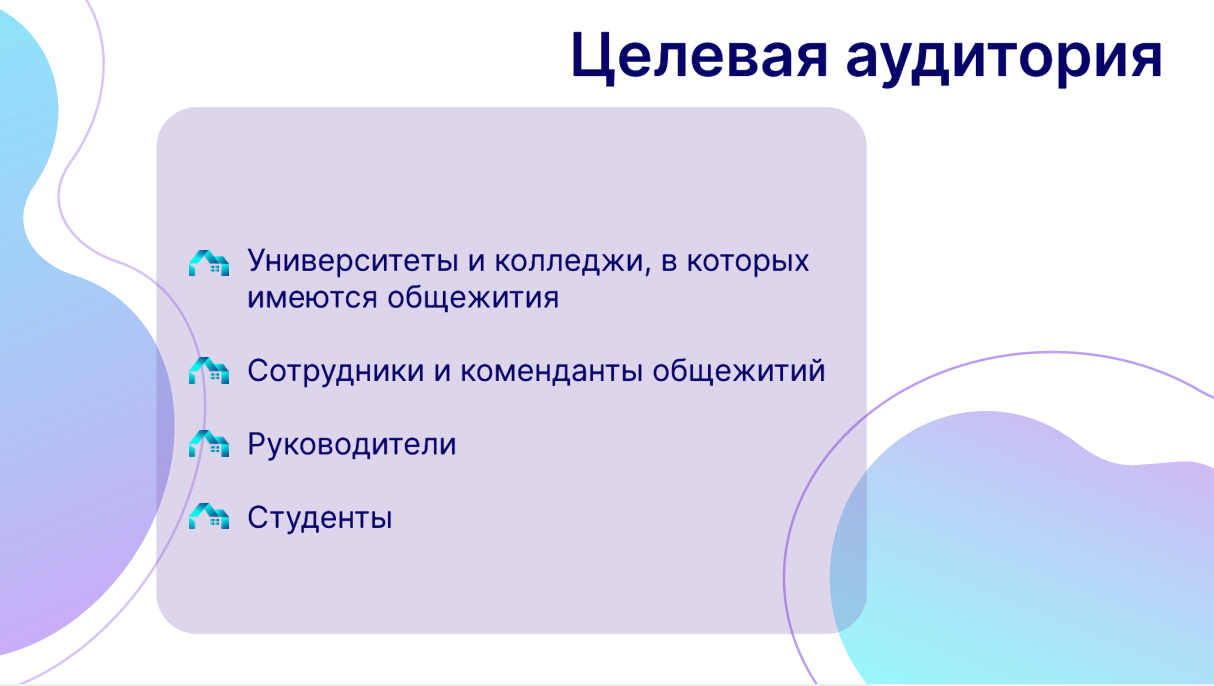 Целевая аудитория
Университеты и колледжи, в которых
имеются общежития
Сотрудники и коменданты общежитий
Руководители
Студенты